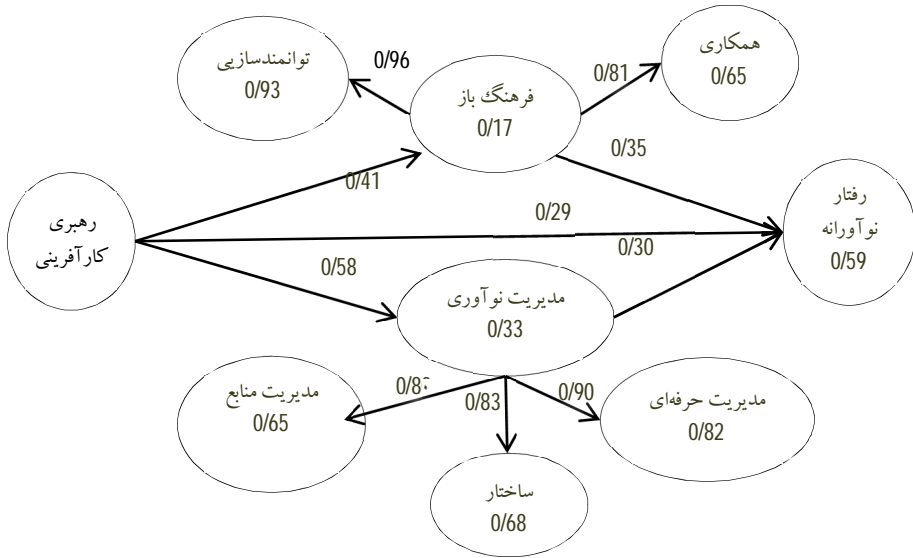 توانمندسازیی
0/93
0/96
فرهنگ باز
0/17
0/81
همکاری
0/65
0/41
0/35
رهبری
کارآفرینی
0/29
0/30
رفتار
نوآورانه
0/59
0/58
مدیریت نوآوری
0/33
مدیریت منابع
0/65
0/83
0/90
مدیریت حرفه‌ای
0/82
ساختار
0/68